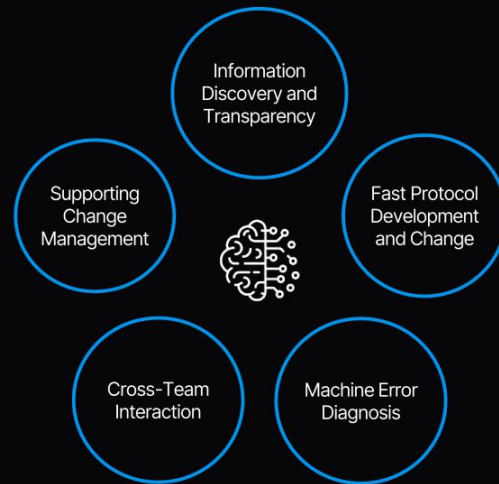 Information
Discovery and
Transparency
Supporting
Change
Management
Fast Protocol
Development
and Change
Cross-Team
Interaction
Machine Error
Diagnosis